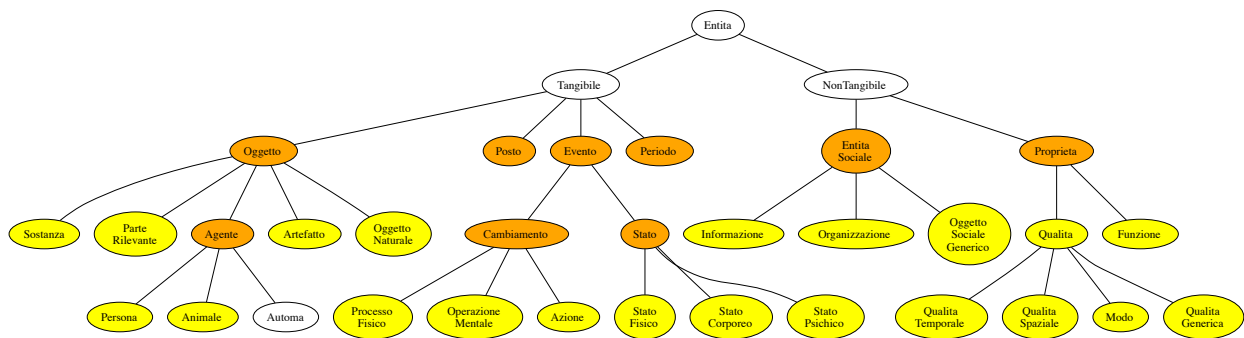 Entita
Tangibile
NonTangibile
Oggetto
Posto
Evento
Periodo
Entita
Sociale
Proprieta
Sostanza
Parte
Rilevante
Agente
Artefatto
Oggetto
Naturale
Cambiamento
Stato
Informazione
Organizzazione
Oggetto
Sociale
Generico
Qualita
Funzione
Persona
Animale
Automa
Processo
Fisico
Operazione
Mentale
Azione
Stato
Fisico
Stato
Corporeo
Stato
Psichico
Qualita
Temporale
Qualita
Spaziale
Modo
Qualita
Generica